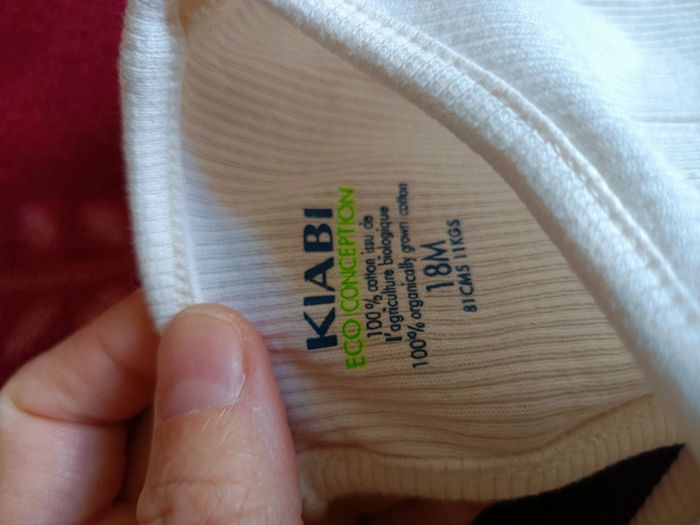 KIABI
ECO CONCEPTION
100% coton issu de
l'agriculture biologique
100% organically grown cotton
18M
81CMS 11KGS